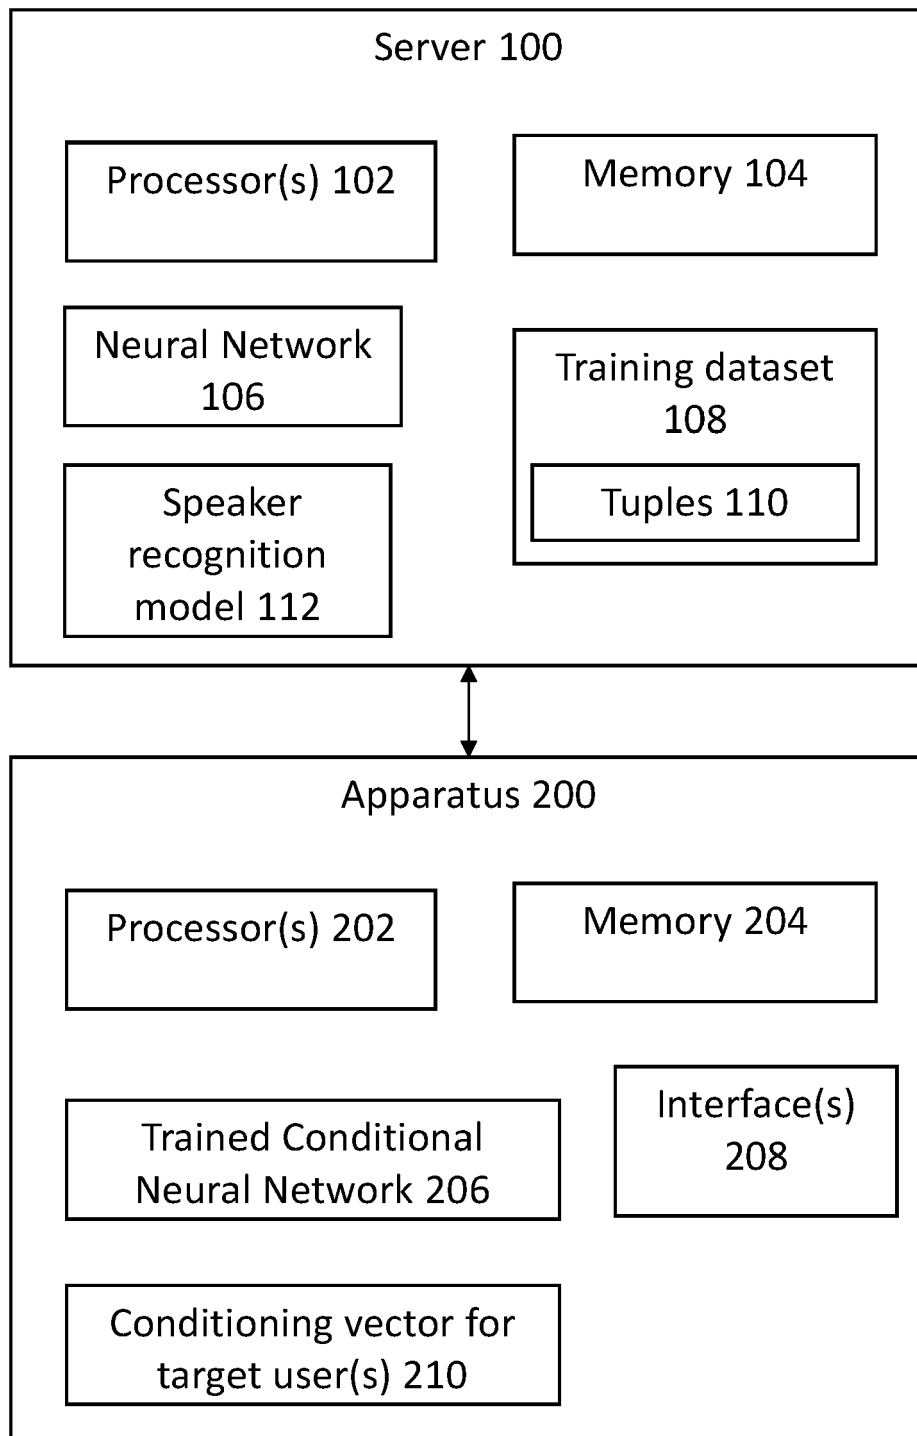 Server 100
Processor(s) 102
Memory 104
Neural Network
106
Training dataset
108
Tuples 110
Speaker
recognition
model 112
Apparatus 200
Processor(s) 202
Memory 204
Trained Conditional
Neural Network 206
Interface(s)
208
Conditioning vector for
target user(s) 210